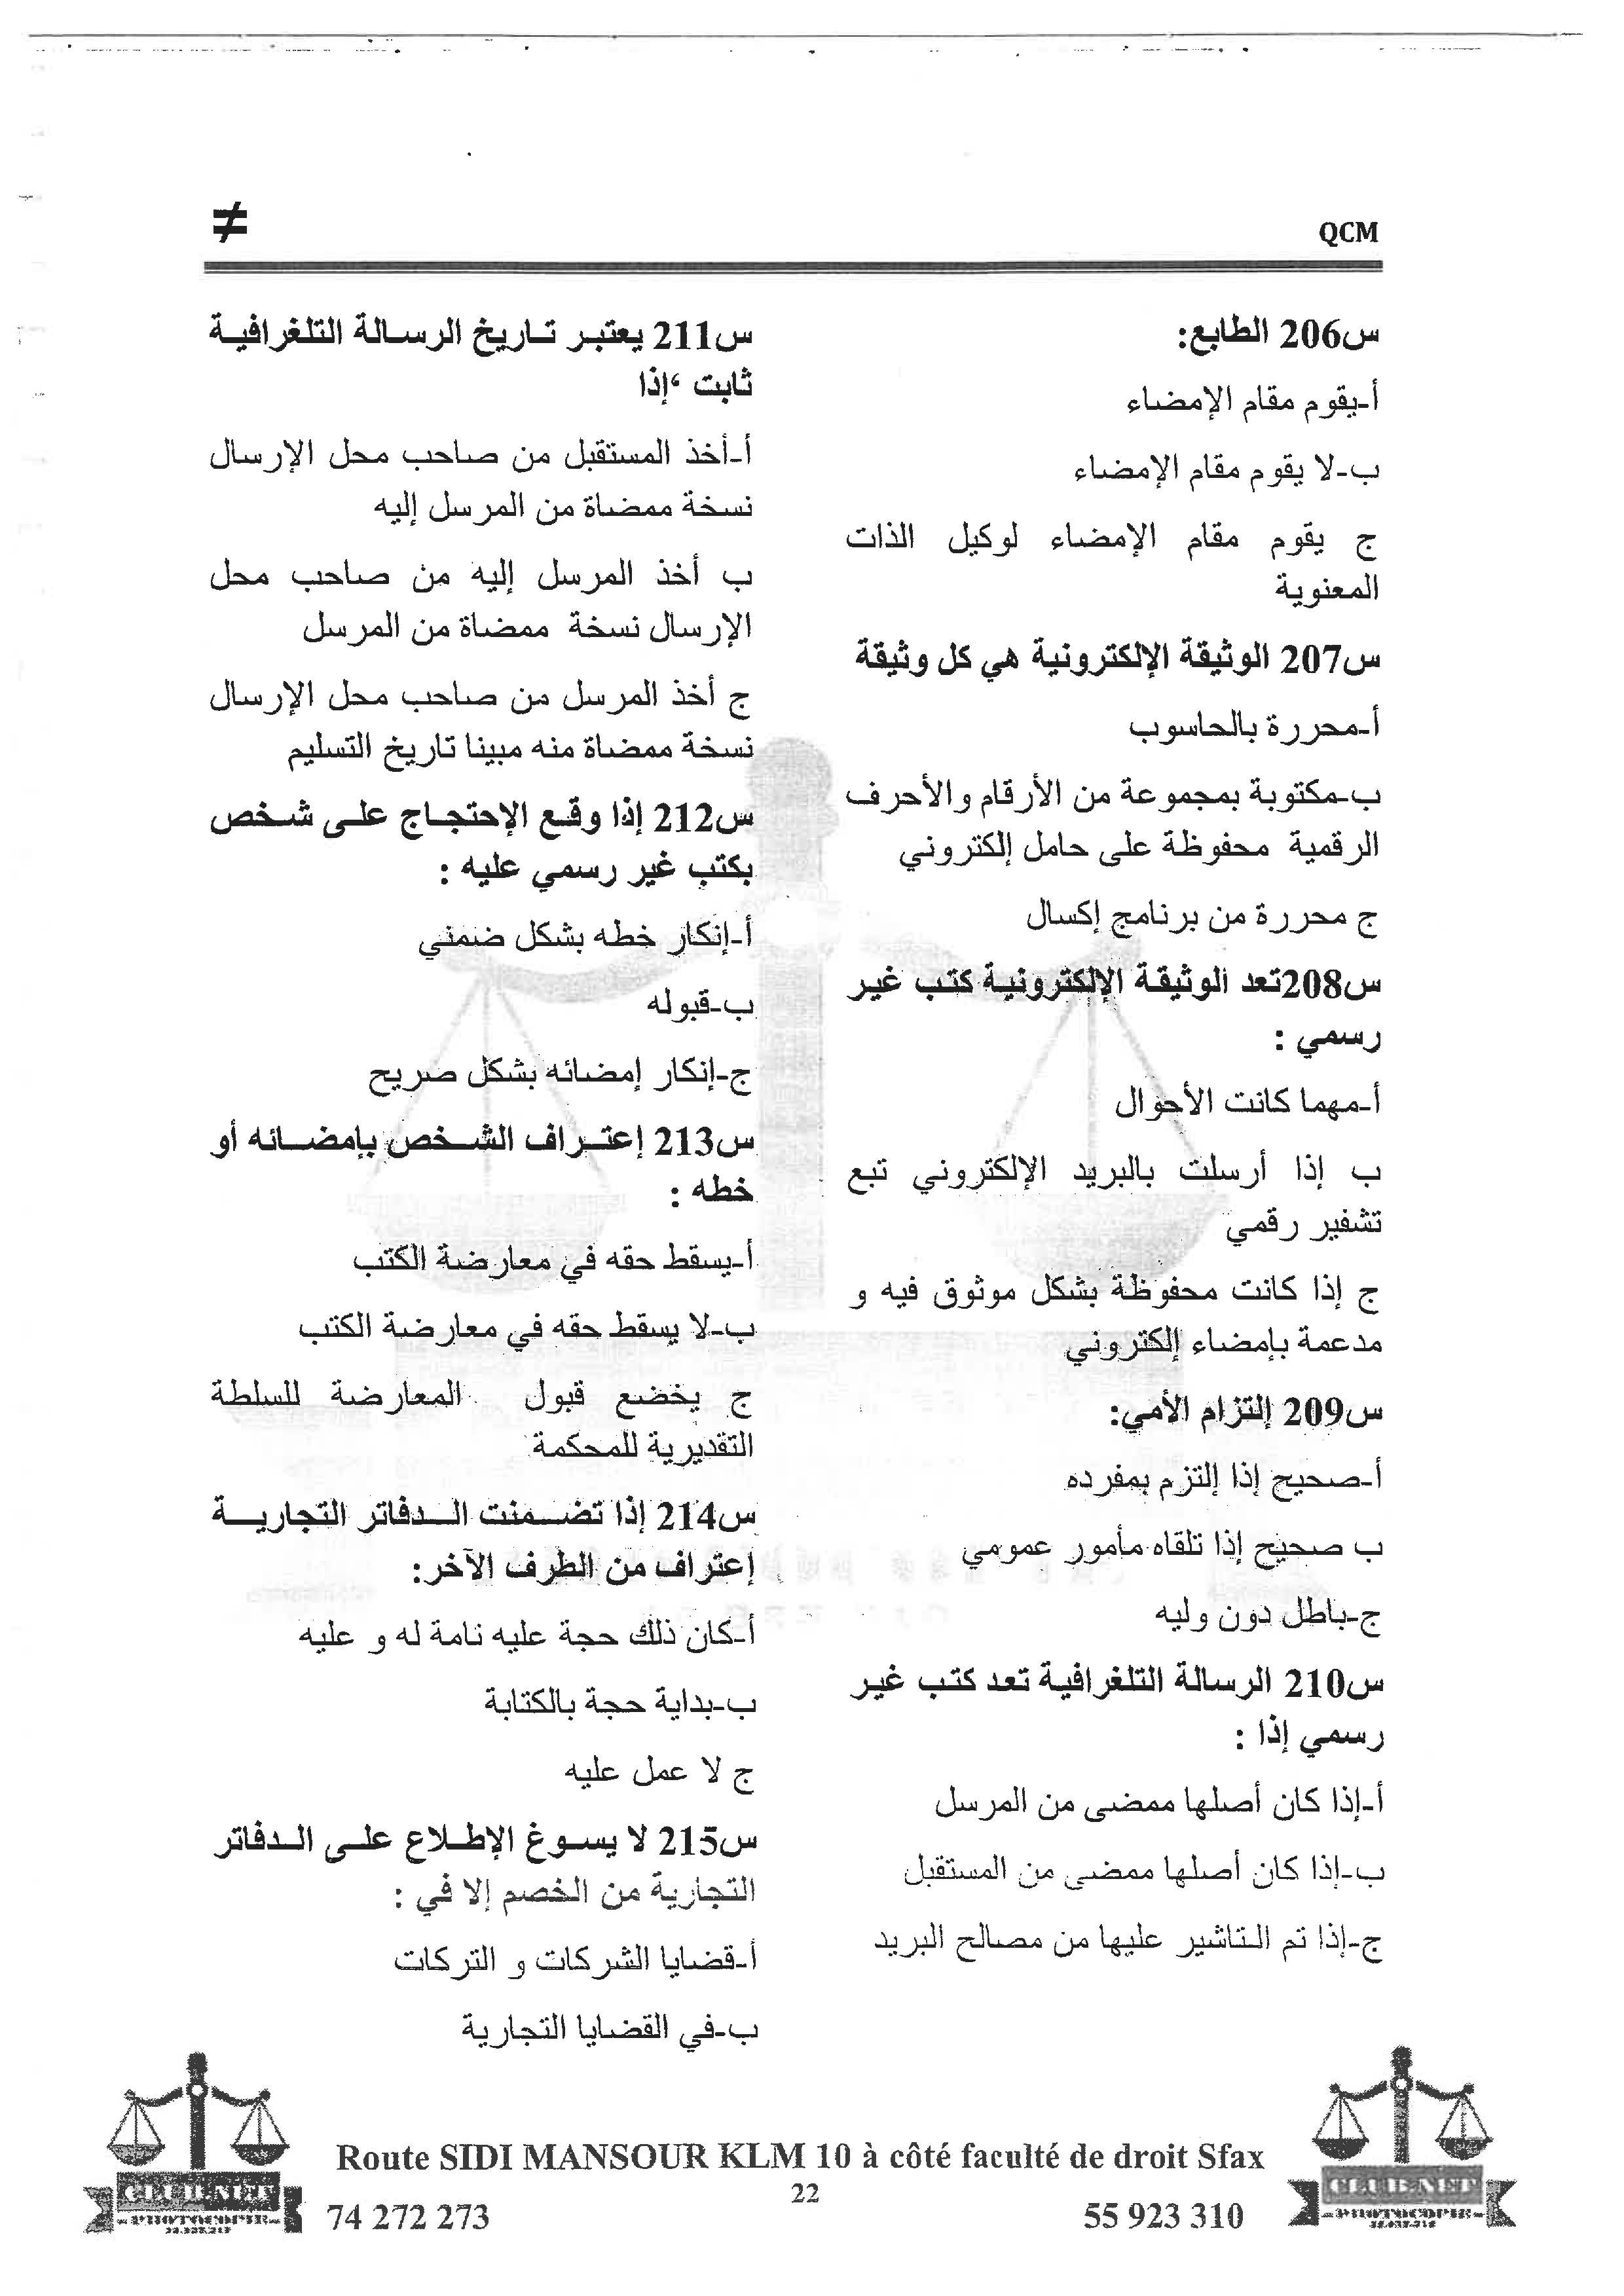 QCM
≠
س206 الطابع:
أ-يقوم مقام الإمضاء
ب-لا يقوم مقام الإمضاء
ج يقوم مقام الإمضاء لوكيل الذات
المعنوية
س207 الوثيقة الإلكترونية هي كل وثيقة
أ-محررة بالحاسوب
ب-مكتوبة بمجموعة من الأرقام والأحرف
الرقمية محفوظة على حامل إلكتروني
ج محررة من برنامج إكسال
س208تعد الوثيقة الإلكترونية كتب غير
رسمي :
أ-مهما كانت الأحوال
ب إذا أرسلت بالبريد الإلكتروني تبع
تشفير رقمي
ج إذا كانت محفوظة بشكل موثوق فيه و
مدعمة بإمضاء إلكتروني
س209 إلتزام الأمي:
أ-صحيح إذا إلتزم بمفرده
ب صحيح إذا تلقاه مأمور عمومي
ج-باطل دون وليه
س210 الرسالة التلغرافية تعد كتب غير
رسمي إذا :
أ-إذا كان أصلها ممضى من المرسل
ب-إذا كان أصلها ممضى من المستقبل
ج-إذا تم التاشير عليها من مصالح البريد
س211 يعتبر تاريخ الرسالة التلغرافية
ثابت ،إذا
أ-أخذ المستقبل من صاحب محل الإرسال
نسخة ممضاة من المرسل إليه
ب أخذ المرسل إليه من صاحب محل
الإرسال نسخة ممضاة من المرسل
ج أخذ المرسل من صاحب محل الإرسال
نسخة ممضاة منه مبينا تاريخ التسليم
س212 إذا وقع الإحتجاج على شخص
بكتب غير رسمي عليه :
أ-إنكار خطه بشكل ضمني
ب-قبوله
ج-إنكار إمضائه بشكل صريح
س213 إعتراف الشخص بإمضائه أو
خطه :
أ-يسقط حقه في معارضة الكتب
ب-لا يسقط حقه في معارضة الكتب
ج يخضع قبول المعارضة للسلطة
التقديرية للمحكمة
س214 إذا تضمنت الدفاتر التجارية
إعتراف من الطرف الآخر:
أ-كان ذلك حجة عليه تامة له و عليه
ب-بداية حجة بالكتابة
ج لا عمل عليه
س215 لا يسوغ الإطلاع على الدفاتر
التجارية من الخصم إلا في :
أ-قضايا الشركات و التركات
ب-في القضايا التجارية
Route SIDI MANSOUR KLM 10 à côté faculté de droit Sfax
22
74 272 273
55 923 310
CLUB NET
PHOTOCOPIE
CLUB NET
PHOTOCOPIE